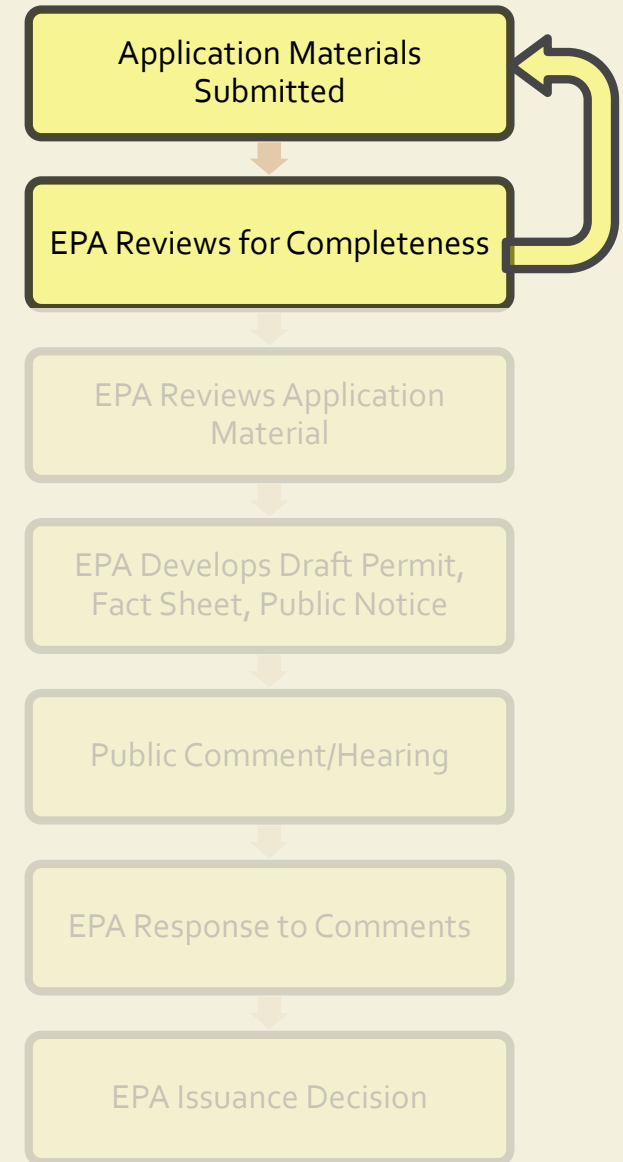 Application Materials
Submitted
EPA Reviews for Completeness
EPA Reviews Application
Material
EPA Develops Draft Permit,
Fact Sheet, Public Notice
Public Comment/Hearing
EPA Response to Comments
EPA Issuance Decision